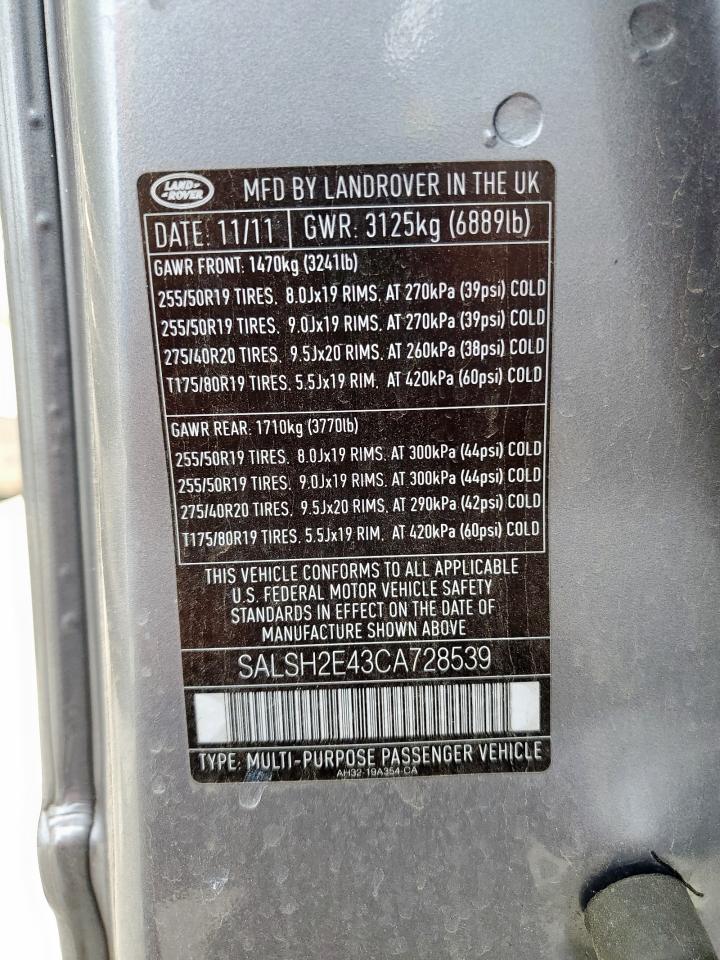 LAND-ROVER
MFD BY LANDROVER IN THE UK
DATE: 11/11 GWR: 3125kg (6889lb)
GAWR FRONT: 1470kg (3241lb)
255/50R19 TIRES, 8.0Jx19 RIMS, AT 270kPa (39psi) COLD
255/50R19 TIRES, 9.0Jx19 RIMS, AT 270kPa (39psi) COLD
275/40R20 TIRES, 9.5Jx20 RIMS, AT 260kPa (38psi) COLD
T175/80R19 TIRES, 5.5Jx19 RIM, AT 420kPa (60psi) COLD
GAWR REAR: 1710kg (3770lb)
255/50R19 TIRES, 8.0Jx19 RIMS, AT 300kPa (44psi) COLD
255/50R19 TIRES, 9.0Jx19 RIMS, AT 300kPa (44psi) COLD
275/40R20 TIRES, 9.5Jx20 RIMS, AT 290kPa (42psi) COLD
T175/80R19 TIRES, 5.5Jx19 RIM, AT 420kPa (60psi) COLD
THIS VEHICLE CONFORMS TO ALL APPLICABLE
U.S. FEDERAL MOTOR VEHICLE SAFETY
STANDARDS IN EFFECT ON THE DATE OF
MANUFACTURE SHOWN ABOVE
SALSH2E43CA728539
TYPE: MULTI-PURPOSE PASSENGER VEHICLE
AH32-19A354-CA